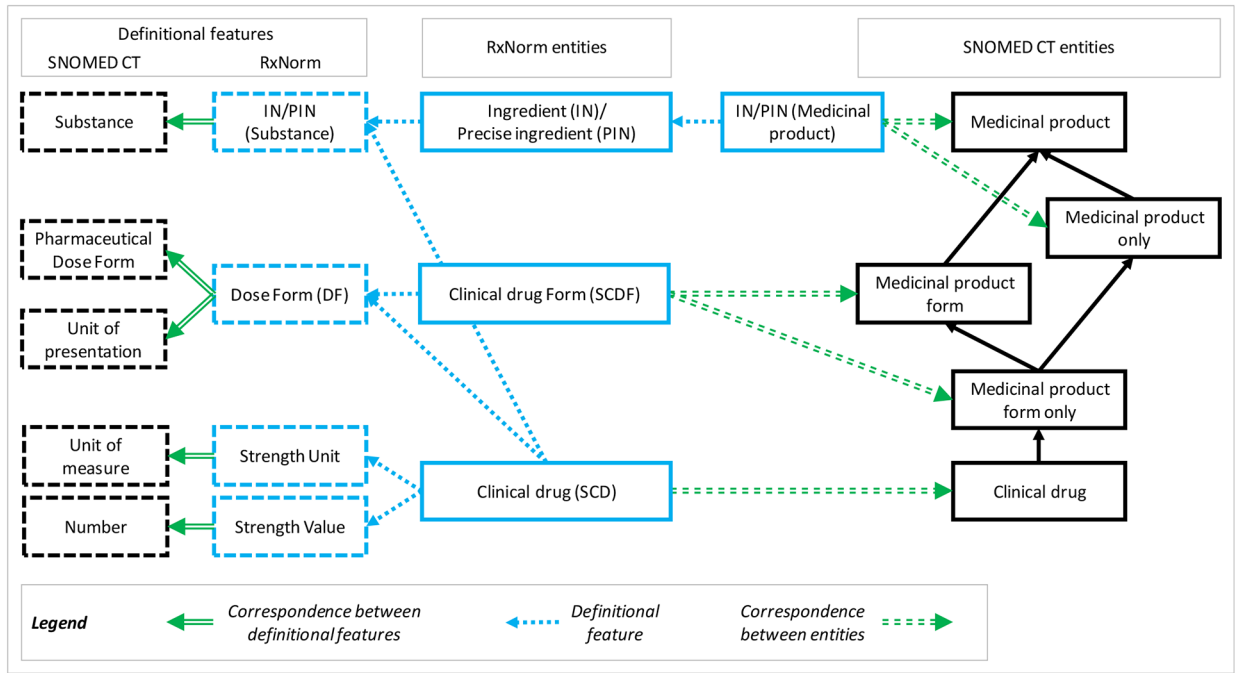 Definitional features
SNOMED CT
RxNorm
RxNorm entities
SNOMED CT entities
Substance
IN/PIN
(Substance)
Ingredient (IN)/
Precise ingredient (PIN)
IN/PIN (Medicinal
product)
Medicinal product
Medicinal product
only
Pharmaceutical
Dose Form
Dose Form (DF)
Clinical drug Form (SCDF)
Medicinal product
form
Unit of
presentation
Medicinal product
form only
Unit of
measure
Strength Unit
Clinical drug (SCD)
Clinical drug
Number
Strength Value
Legend
Correspondence between
definitional features
Definitional
feature
Correspondence
between entities